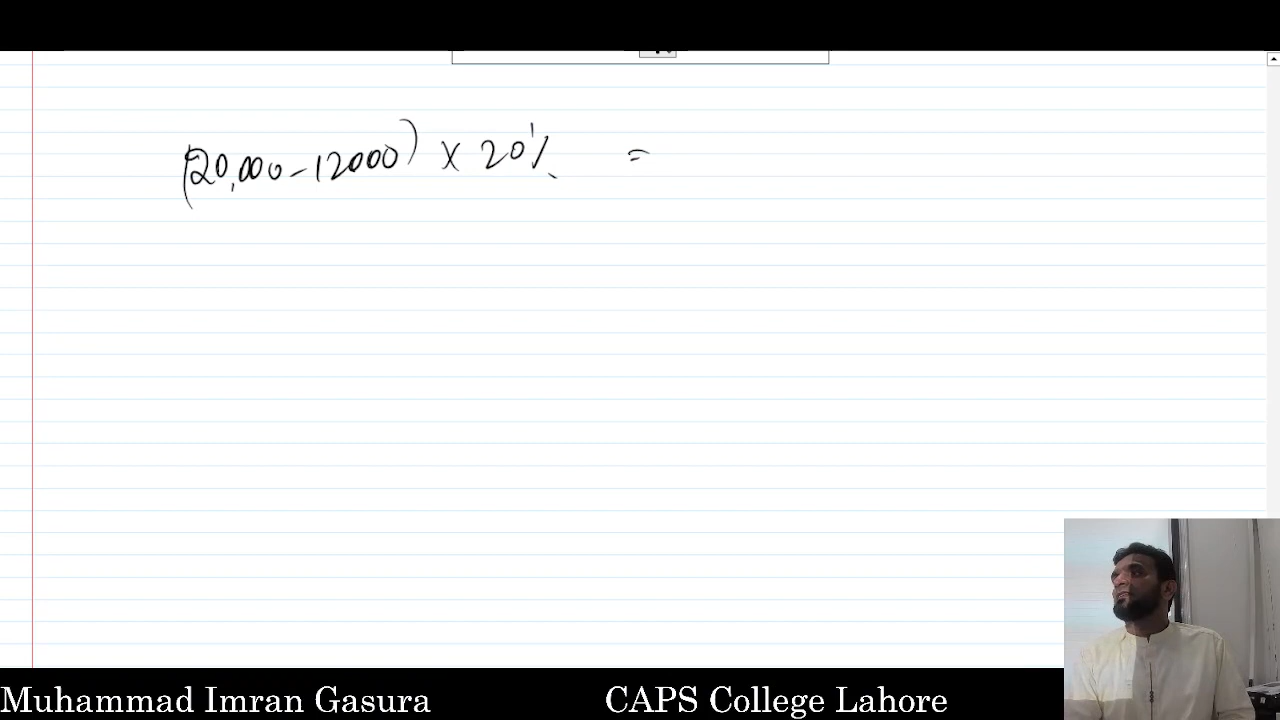 (20,000-12000) x 20% =
Muhammad Imran Gasura CAPS College Lahore